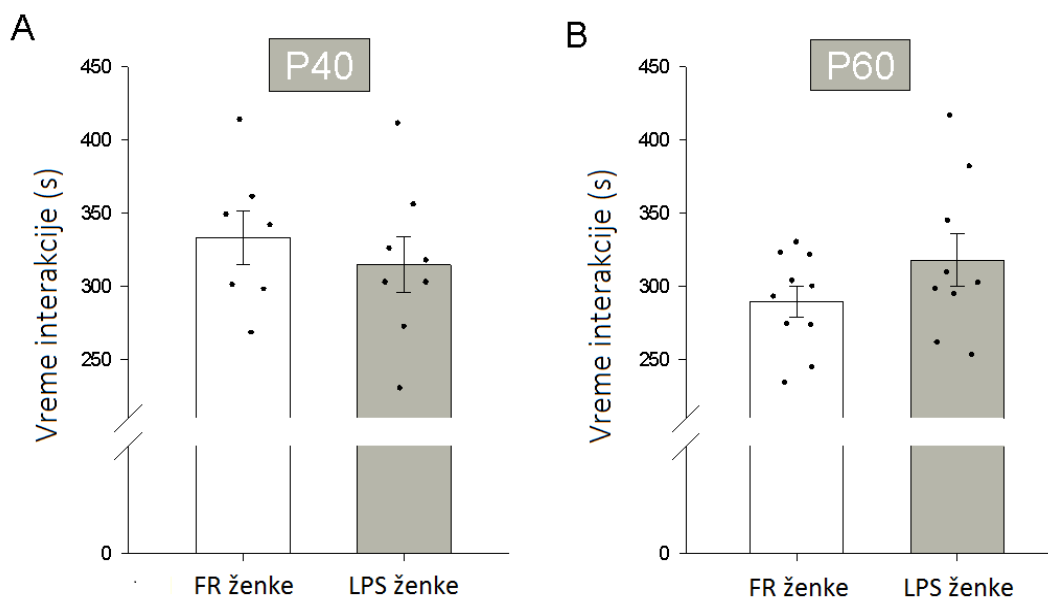 A
P40
Vreme interakcije (s)
450
400
350
300
250
0
FR ženke
LPS ženke
B
P60
Vreme interakcije (s)
450
400
350
300
250
0
FR ženke
LPS ženke